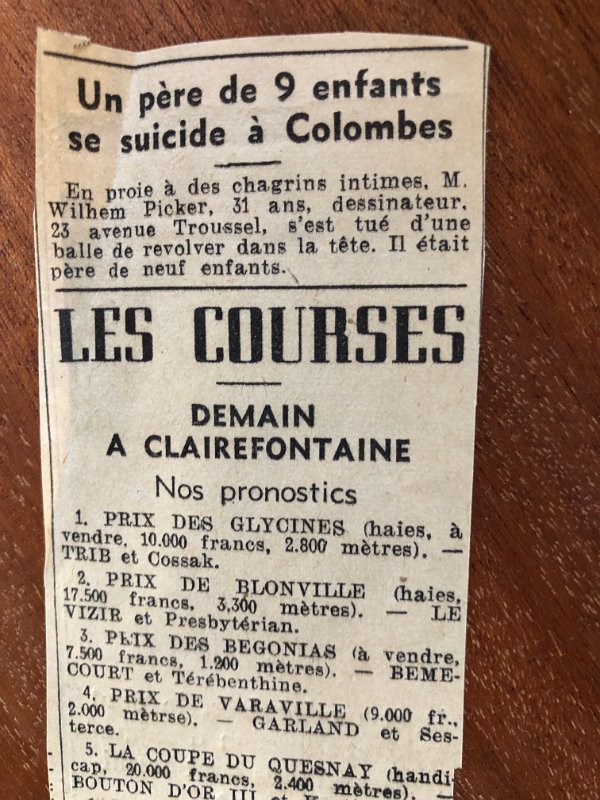 Un père de 9 enfants
se suicide à Colombes
En proie à des chagrins intimes, M.
Wilhem Picker, 31 ans, dessinateur,
23 avenue Troussel, s'est tué d'une
balle de revolver dans la tête. Il était
père de neuf enfants.
LES COURSES
DEMAIN
A CLAIREFONTAINE
Nos pronostics
1. PRIX DES GLYCINES (haies, à
vendre, 10.000 francs, 2.800 mètres). —
TRIB et Cossak.
2. PRIX DE BLONVILLE (haies,
17.500 francs, 3,300 mètres). — LE
VIZIR et Presbytérian.
3. PRIX DES BEGONIAS (à vendre,
7.500 francs, 1.200 mètres). — BEME-
COURT et Térébenthine.
4. PRIX DE VARAVILLE (9.000 fr.,
2.000 mètrse). — GARLAND et Ses-
terce.
5. LA COUPE DU QUESNAY (handi-
cap, 20.000 francs, 2.400 mètres).
BOUTON D'OR III et